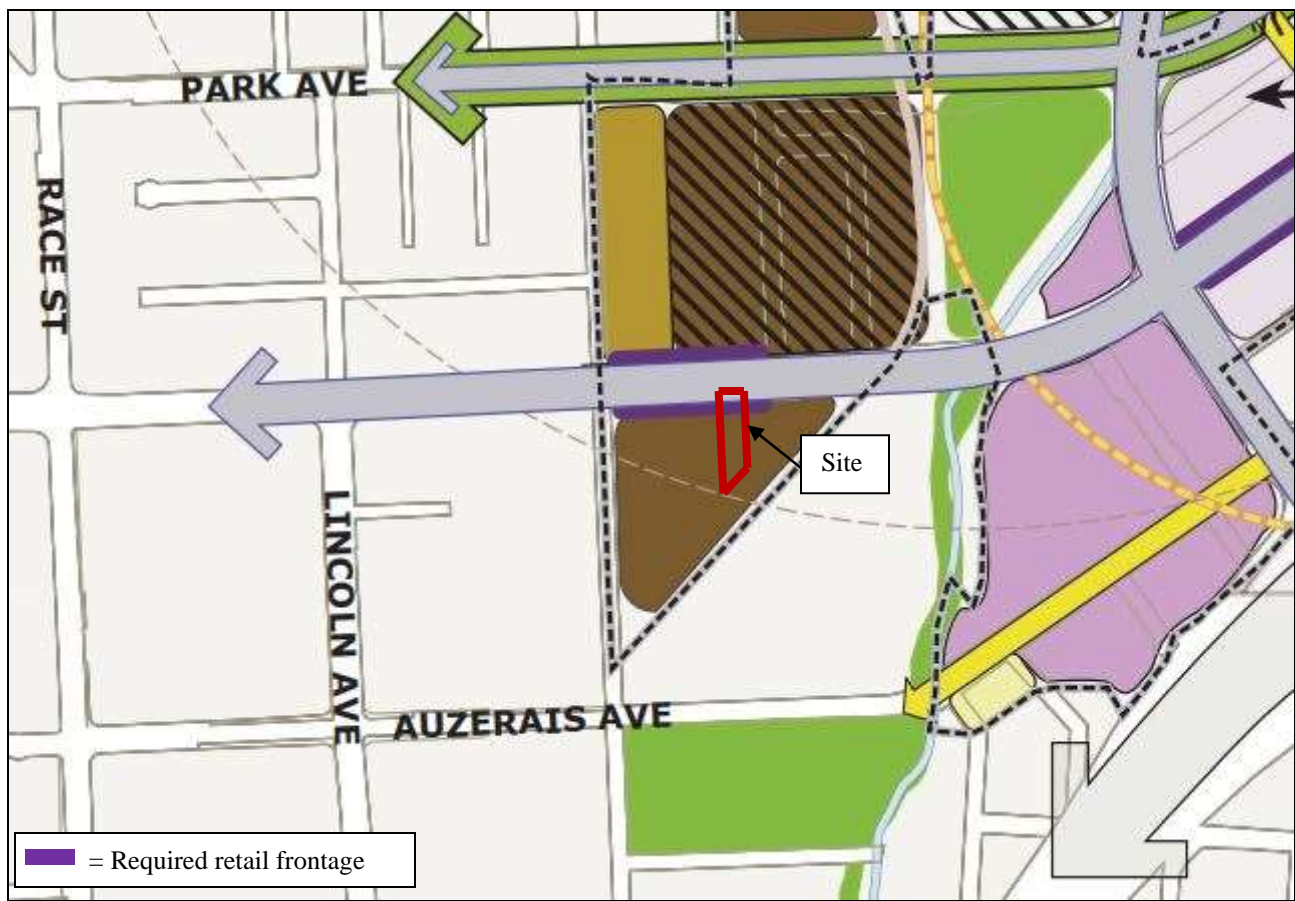 PARK AVE
RACE ST
Site
LINCOLN AVE
AUZERAIS AVE
= Required retail frontage